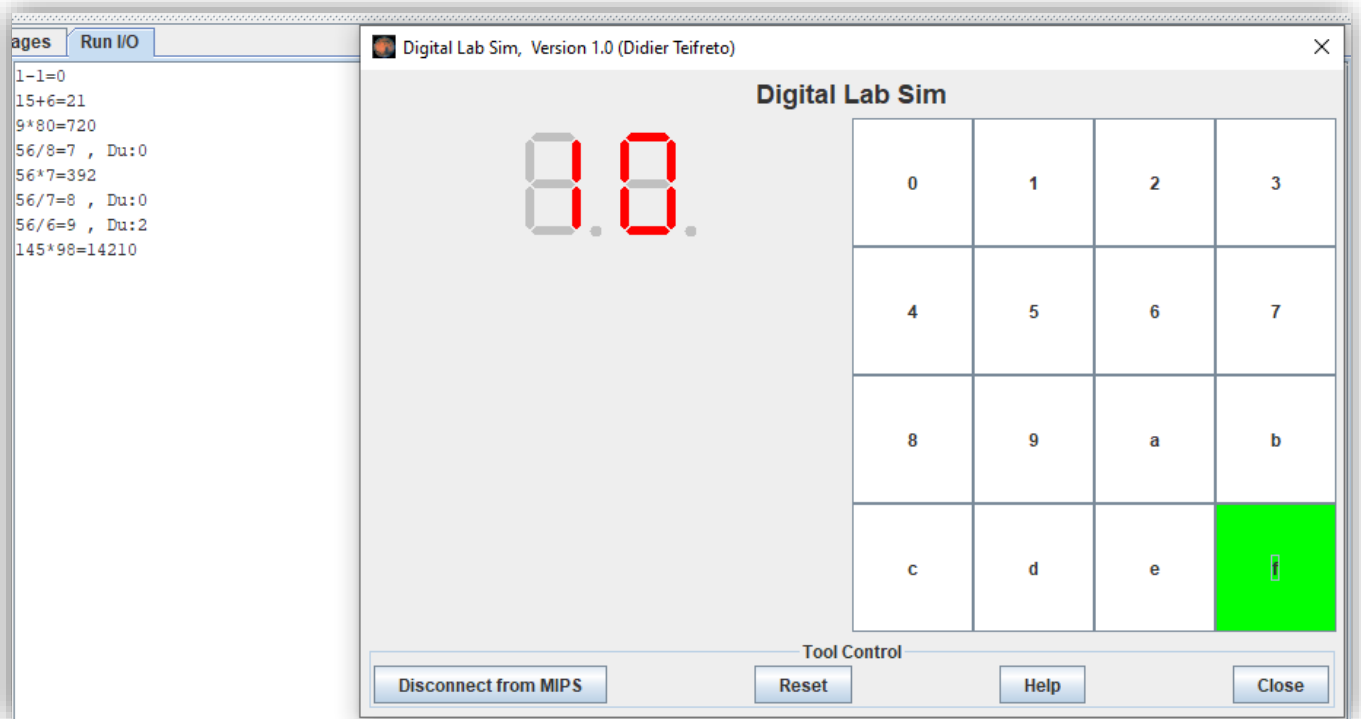 ages Run I/O
1-1=0
15+6=21
9*80=720
56/8=7 , Du:0
56*7=392
56/7=8 , Du:0
56/6=9 , Du:2
145*98=14210
Digital Lab Sim, Version 1.0 (Didier Teifreto)
Digital Lab Sim
10
0 1 2 3
4 5 6 7
8 9 a b
c d e f
Tool Control
Disconnect from MIPS Reset Help Close